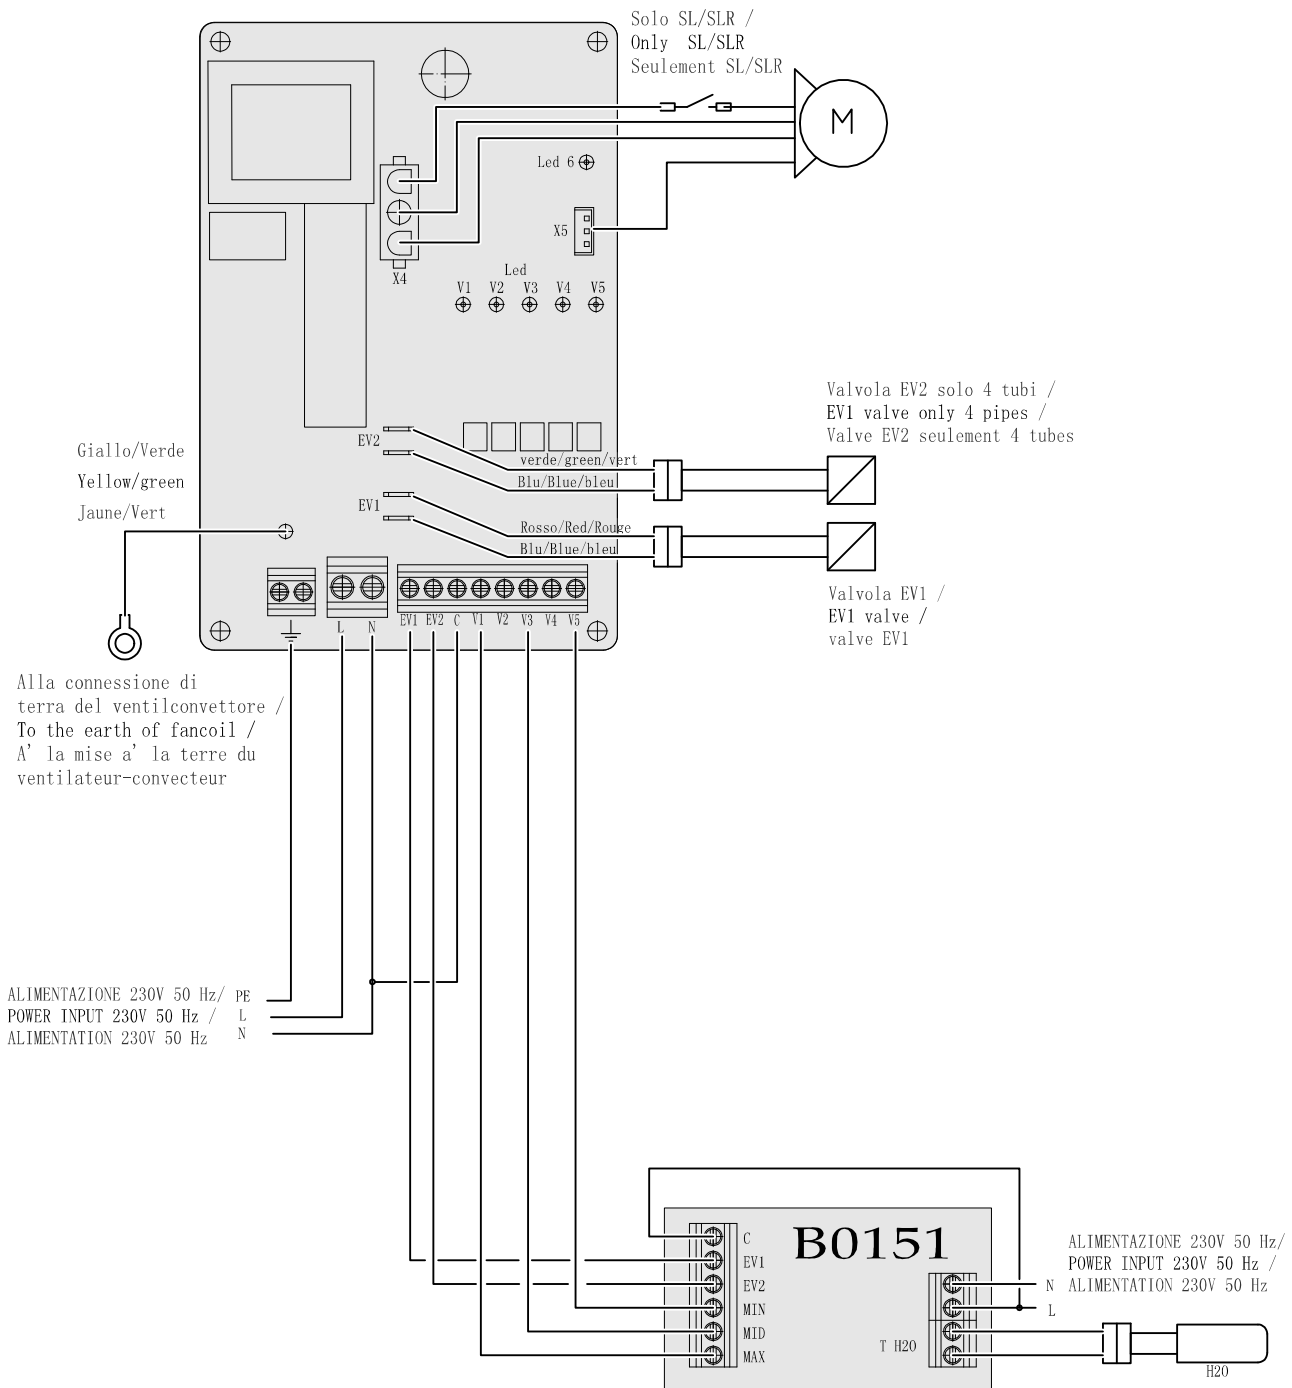 Solo SL/SLR /
Only SL/SLR
Seulement SL/SLR
M
Led 6
X5
X4
Led
V1 V2 V3 V4 V5
Valvola EV2 solo 4 tubi /
EV1 valve only 4 pipes /
Valve EV2 seulement 4 tubes
EV2
verde/green/vert
Blu/Blue/bleu
Giallo/Verde
Yellow/green
Jaune/Vert
EV1
Rosso/Red/Rouge
Blu/Blue/bleu
Valvola EV1 /
EV1 valve /
valve EV1
L N EV1 EV2 C V1 V2 V3 V4 V5
Alla connessione di
terra del ventilconvettore /
To the earth of fancoil /
A' la mise a' la terre du
ventilateur-convecteur
ALIMENTAZIONE 230V 50 Hz/ PE
POWER INPUT 230V 50 Hz / L
ALIMENTATION 230V 50 Hz N
B0151
C
EV1
EV2
MIN
MID
MAX
T H2O
N
L
ALIMENTAZIONE 230V 50 Hz/
POWER INPUT 230V 50 Hz /
ALIMENTATION 230V 50 Hz
H2O